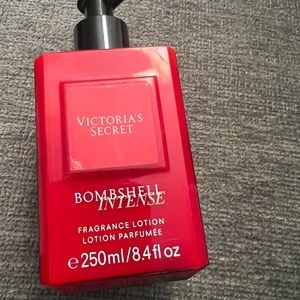 VICTORIA'S
SECRET
BOMBSHELL
INTENSE
FRAGRANCE LOTION
LOTION PARFUMÉE
℮250ml/8.4fl oz